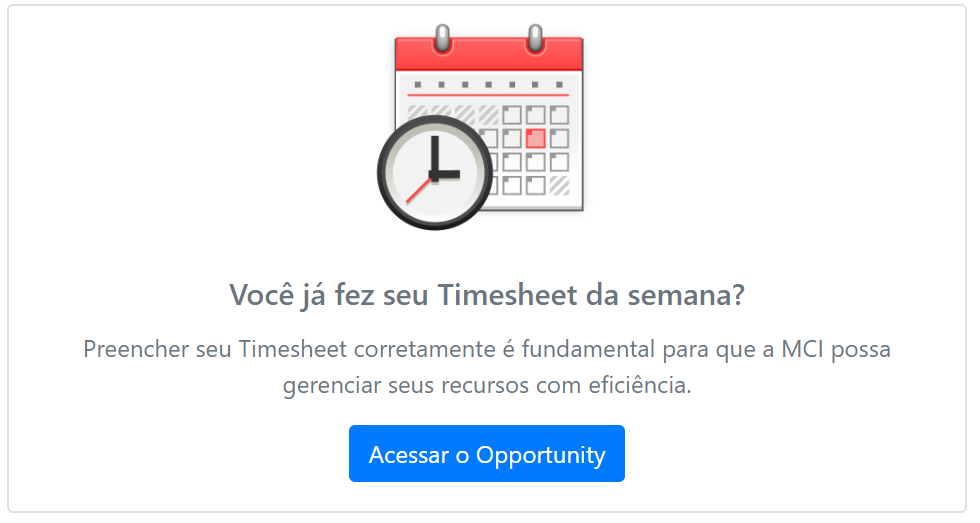 Você já fez seu Timesheet da semana?
Preencher seu Timesheet corretamente é fundamental para que a MCI possa
gerenciar seus recursos com eficiência.
Acessar o Opportunity